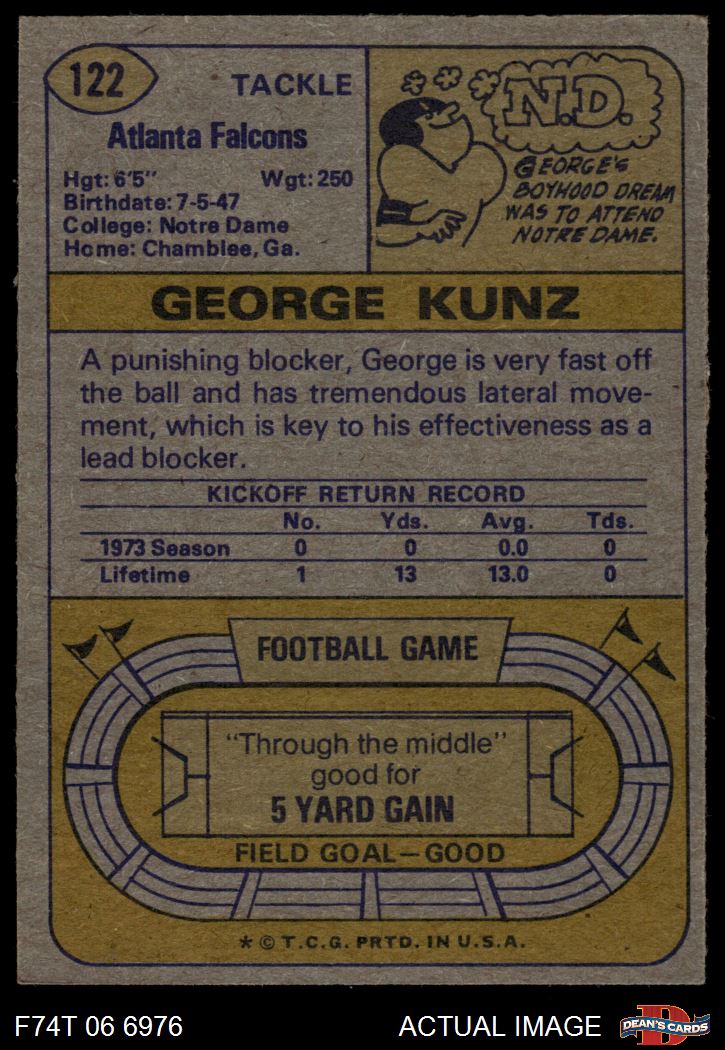 122
TACKLE
Atlanta Falcons
Hgt: 6'5" Wgt: 250
Birthdate: 7-5-47
College: Notre Dame
Home: Chamblee, Ga.
N.D.
GEORGE'S
BOYHOOD DREAM
WAS TO ATTEND
NOTRE DAME.
GEORGE KUNZ
A punishing blocker, George is very fast off
the ball and has tremendous lateral move-
ment, which is key to his effectiveness as a
lead blocker.
KICKOFF RETURN RECORD
No. Yds. Avg. Tds.
1973 Season 0 0 0.0 0
Lifetime 1 13 13.0 0
FOOTBALL GAME
"Through the middle"
good for
5 YARD GAIN
FIELD GOAL—GOOD
* © T.C.G. PRTD. IN U.S.A.
F74T 06 6976 ACTUAL IMAGE
D
DEAN'S CARDS